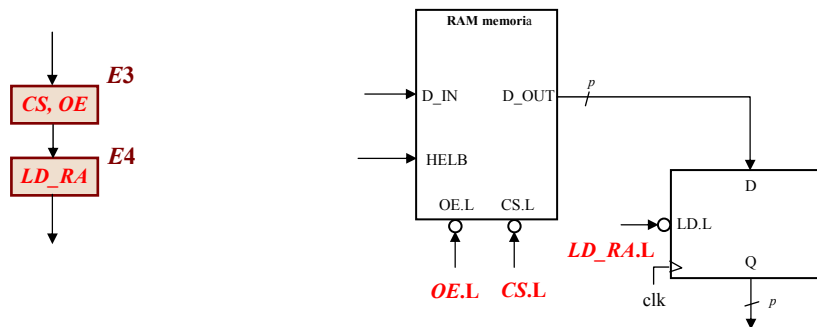 E3
CS, OE
E4
LD_RA
RAM memoria
D_IN
D_OUT
p
HELB
OE.L
CS.L
OE.L
CS.L
D
LD.L
LD_RA.L
Q
clk
p